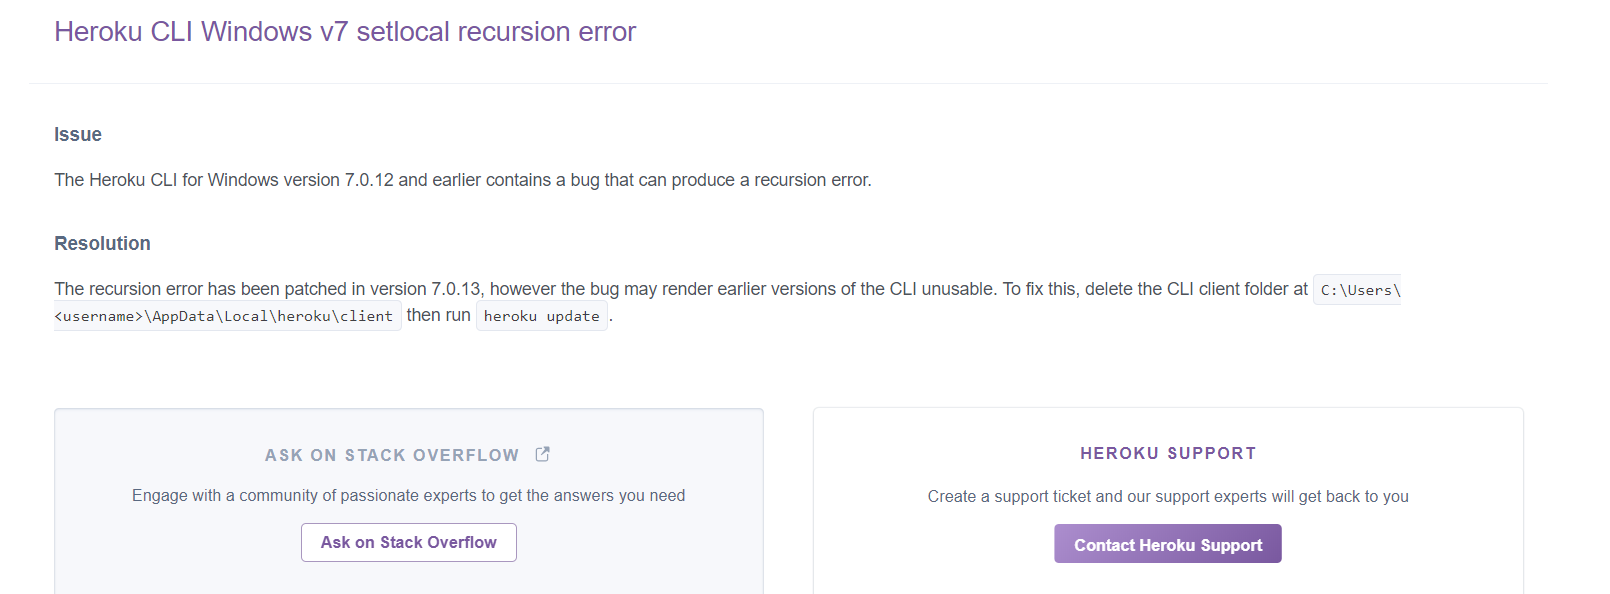 Heroku CLI Windows v7 setlocal recursion error
Issue
The Heroku CLI for Windows version 7.0.12 and earlier contains a bug that can produce a recursion error.
Resolution
The recursion error has been patched in version 7.0.13, however the bug may render earlier versions of the CLI unusable. To fix this, delete the CLI client folder at C:\Users\
<username>\AppData\Local\heroku\client then run heroku update.
ASK ON STACK OVERFLOW
Engage with a community of passionate experts to get the answers you need
Ask on Stack Overflow
HEROKU SUPPORT
Create a support ticket and our support experts will get back to you
Contact Heroku Support